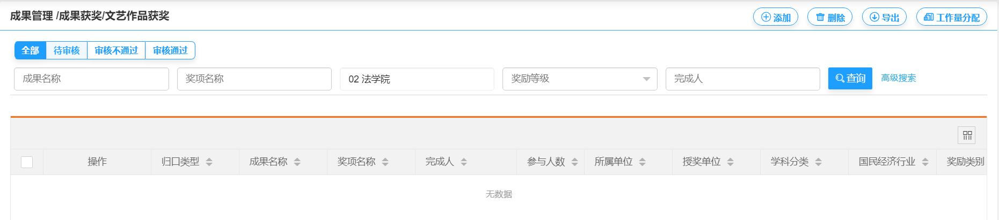 成果管理 /成果获奖/文艺作品获奖
添加 删除 导出 工作量分配
全部 待审核 审核不通过 审核通过
成果名称 奖项名称 02 法学院 奖励等级 完成人 查询 高级搜索
操作 归口类型 成果名称 奖项名称 完成人 参与人数 所属单位 授奖单位 学科分类 国民经济行业 奖励类别
无数据